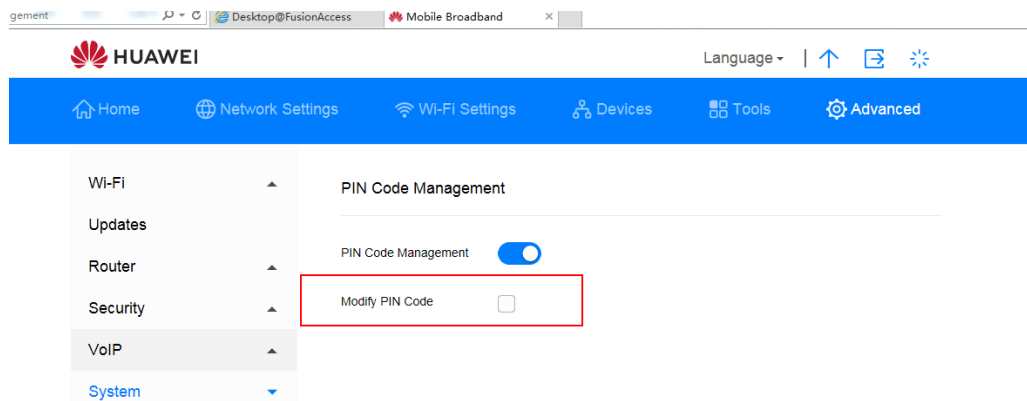 gement Desktop@FusionAccess Mobile Broadband
HUAWEI Language
Home Network Settings Wi-Fi Settings Devices Tools Advanced
Wi-Fi
PIN Code Management
Updates
PIN Code Management
Router
Modify PIN Code
Security
VoIP
System